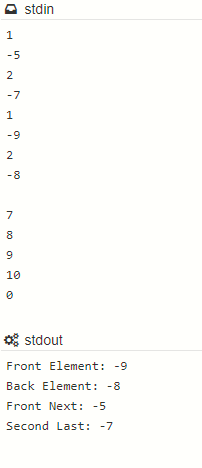 stdin
1
-5
2
-7
1
-9
2
-8
7
8
9
10
0
stdout
Front Element: -9
Back Element: -8
Front Next: -5
Second Last: -7